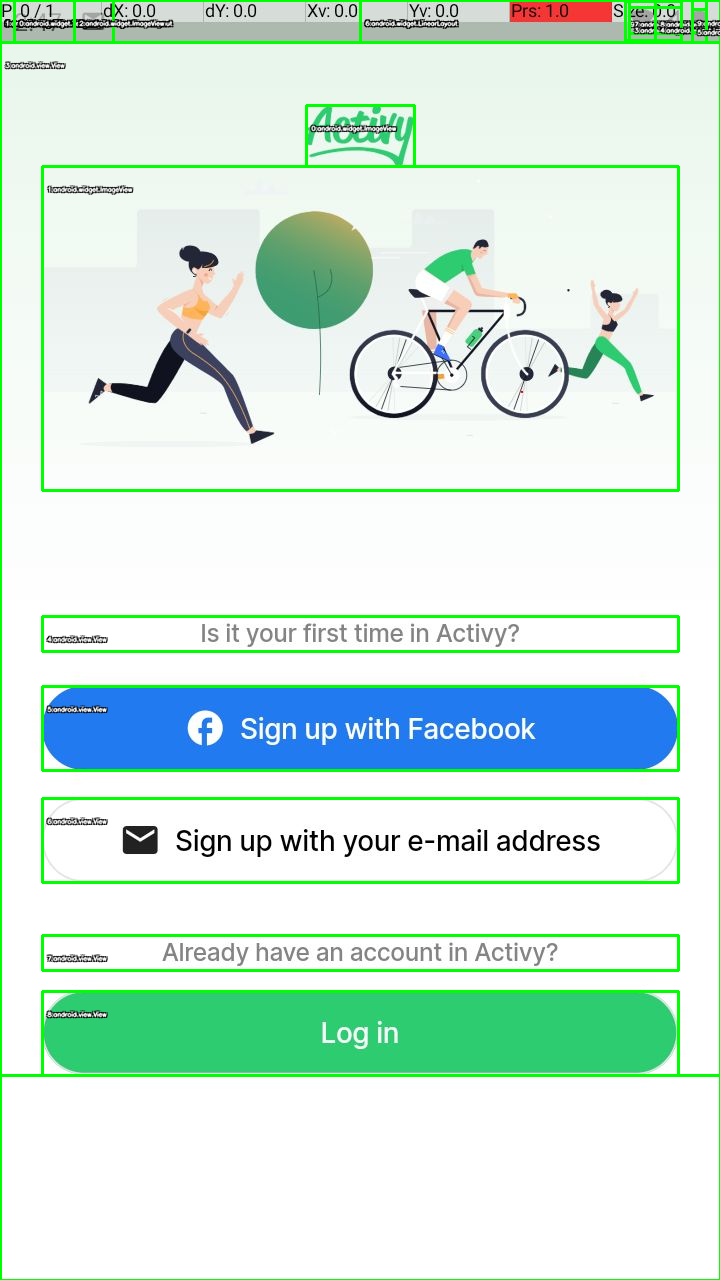 P: 0 / 1 dX: 0.0 dY: 0.0 Xv: 0.0 Yv: 0.0 Prs: 1.0 Size: 0.0
6:android.widget.LinearLayout
3:android.view.View
Activy
0:android.widget.ImageView
1:android.widget.ImageView
4:android.view.View
Is it your first time in Activy?
5:android.view.View
Sign up with Facebook
6:android.view.View
Sign up with your e-mail address
7:android.view.View
Already have an account in Activy?
8:android.view.View
Log in